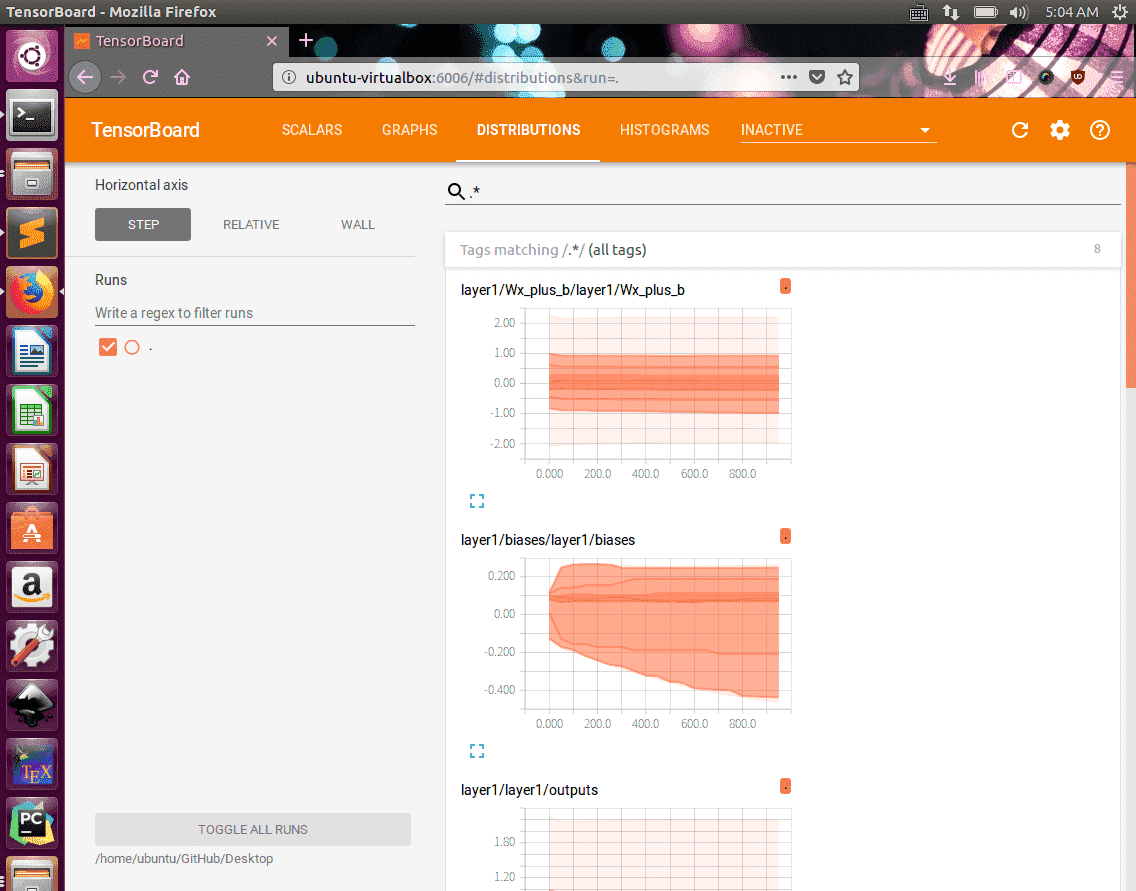 TensorBoard - Mozilla Firefox
5:04 AM
TensorBoard
ubuntu-virtualbox:6006/#distributions&run=.
TensorBoard
SCALARS
GRAPHS
DISTRIBUTIONS
HISTOGRAMS
INACTIVE
Horizontal axis
STEP
RELATIVE
WALL
Runs
Write a regex to filter runs
.
TOGGLE ALL RUNS
/home/ubuntu/GitHub/Desktop
.*
Tags matching /.*/ (all tags)
8
layer1/Wx_plus_b/layer1/Wx_plus_b
.
2.00
1.00
0.00
-1.00
-2.00
0.000 200.0 400.0 600.0 800.0
layer1/biases/layer1/biases
.
0.200
0.00
-0.200
-0.400
0.000 200.0 400.0 600.0 800.0
layer1/layer1/outputs
.
1.80
1.20
>_
A
a
TEX
PC